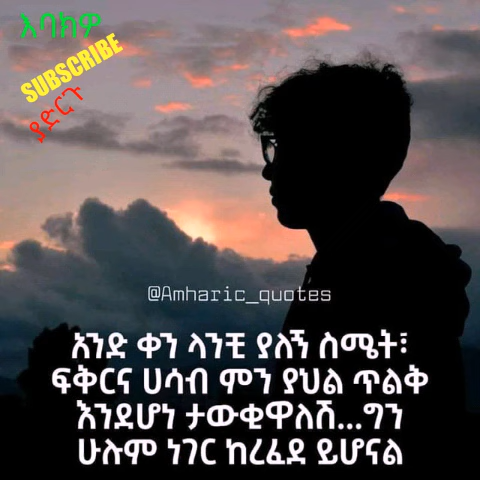 እባክዎ
SUBSCRIBE
ያድርጉ
@Amharic_quotes
አንድ ቀን ላንቺ ያለኝ ስሜት፣
ፍቅርና ሀሳብ ምን ያህል ጥልቅ
እንደሆነ ታውቂዋለሽ...ግን
ሁሉም ነገር ከረፈደ ይሆናል